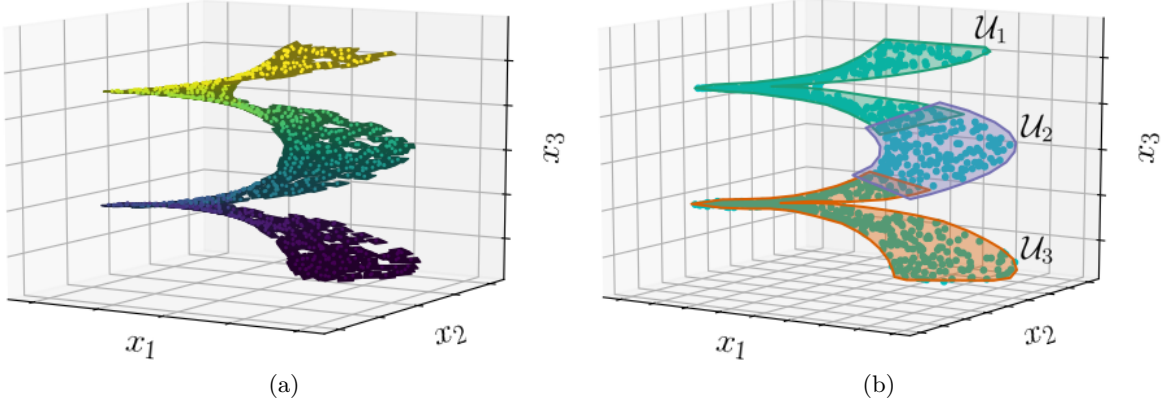 x₃
x₁
x₂
(a)
𝒰₁
𝒰₂
𝒰₃
x₃
x₁
x₂
(b)